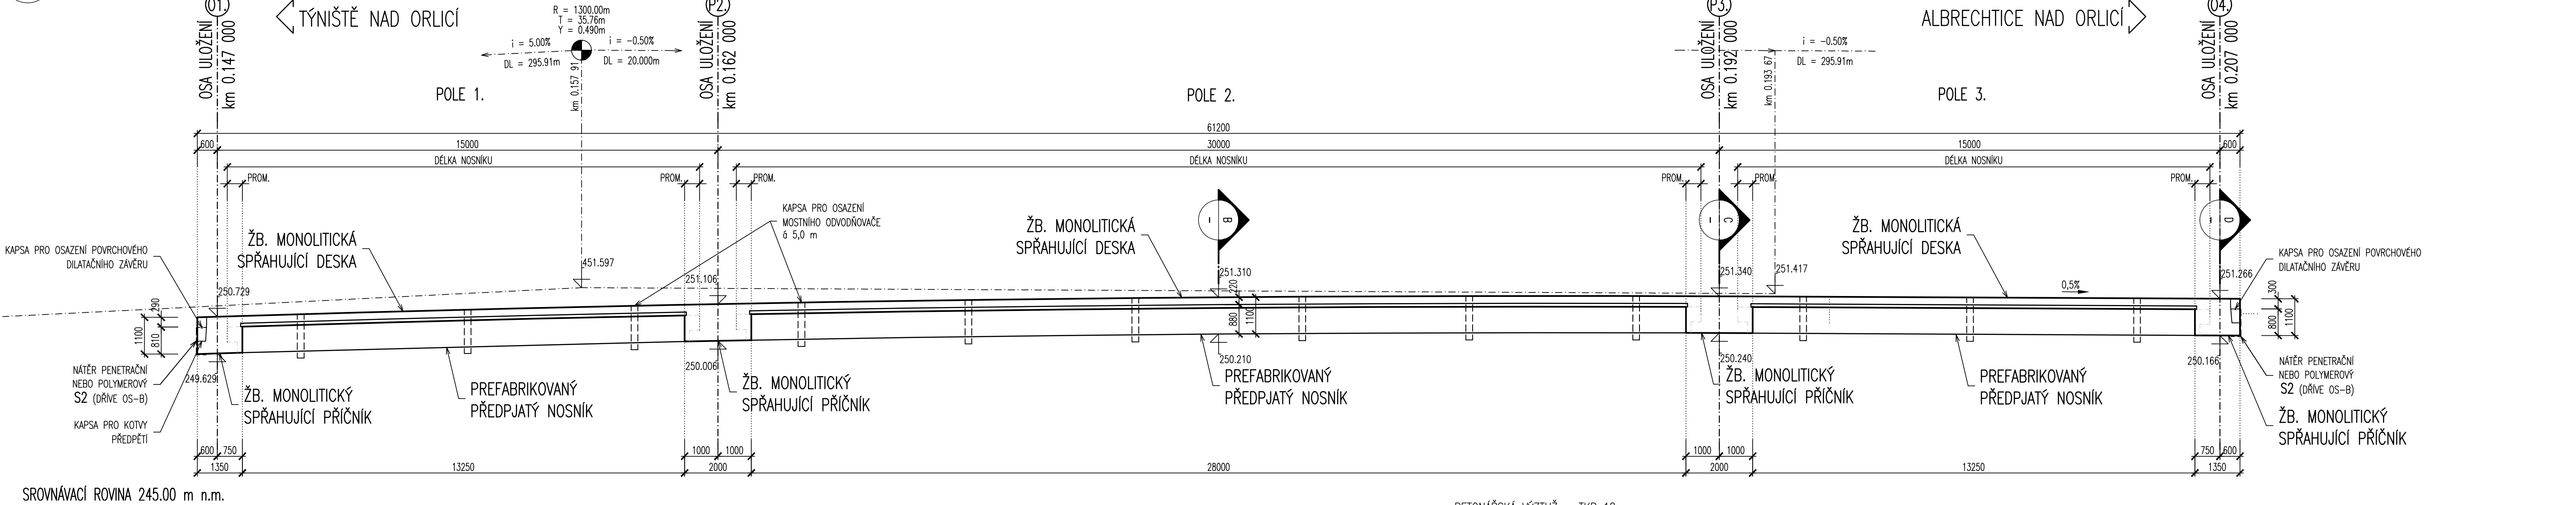 O1.
TÝNIŠTĚ NAD ORLICÍ
R = 1300.00m
T = 35.76m
Y = 0.490m
i = 5.00%
i = -0.50%
DL = 295.91m
DL = 20.000m
km 0.157 91
P2.
P3.
i = -0.50%
DL = 295.91m
km 0.193 67
ALBRECHTICE NAD ORLICÍ
O4.
OSA ULOŽENÍ
km 0.147 000
OSA ULOŽENÍ
km 0.162 000
OSA ULOŽENÍ
km 0.192 000
OSA ULOŽENÍ
km 0.207 000
POLE 1.
POLE 2.
POLE 3.
61200
600
15000
30000
15000
600
DÉLKA NOSNÍKU
DÉLKA NOSNÍKU
DÉLKA NOSNÍKU
PROM.
PROM.
PROM.
PROM.
PROM.
PROM.
KAPSA PRO OSAZENÍ POVRCHOVÉHO
DILATAČNÍHO ZÁVĚRU
ŽB. MONOLITICKÁ
SPŘAHUJÍCÍ DESKA
KAPSA PRO OSAZENÍ
MOSTNÍHO ODVODŇOVAČE
á 5,0 m
ŽB. MONOLITICKÁ
SPŘAHUJÍCÍ DESKA
B
C
ŽB. MONOLITICKÁ
SPŘAHUJÍCÍ DESKA
D
KAPSA PRO OSAZENÍ POVRCHOVÉHO
DILATAČNÍHO ZÁVĚRU
250.729
451.597
251.106
251.310
251.340
251.417
251.266
0,5%
290
1100
810
220
880
1100
300
800
1100
249.629
250.006
250.210
250.240
250.166
NÁTĚR PENETRAČNÍ
NEBO POLYMEROVÝ
S2 (DŘÍVE OS-B)
KAPSA PRO KOTVY
PŘEDPĚTÍ
ŽB. MONOLITICKÝ
SPŘAHUJÍCÍ PŘÍČNÍK
PREFABRIKOVANÝ
PŘEDPJATÝ NOSNÍK
ŽB. MONOLITICKÝ
SPŘAHUJÍCÍ PŘÍČNÍK
PREFABRIKOVANÝ
PŘEDPJATÝ NOSNÍK
ŽB. MONOLITICKÝ
SPŘAHUJÍCÍ PŘÍČNÍK
PREFABRIKOVANÝ
PŘEDPJATÝ NOSNÍK
NÁTĚR PENETRAČNÍ
NEBO POLYMEROVÝ
S2 (DŘÍVE OS-B)
ŽB. MONOLITICKÝ
SPŘAHUJÍCÍ PŘÍČNÍK
600
750
1000
1000
1000
1000
750
600
1350
13250
2000
28000
2000
13250
1350
SROVNÁVACÍ ROVINA 245.00 m n.m.